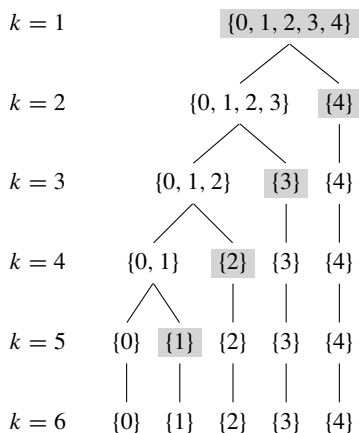 k = 1 {0, 1, 2, 3, 4}
k = 2 {0, 1, 2, 3} {4}
k = 3 {0, 1, 2} {3} {4}
k = 4 {0, 1} {2} {3} {4}
k = 5 {0} {1} {2} {3} {4}
k = 6 {0} {1} {2} {3} {4}